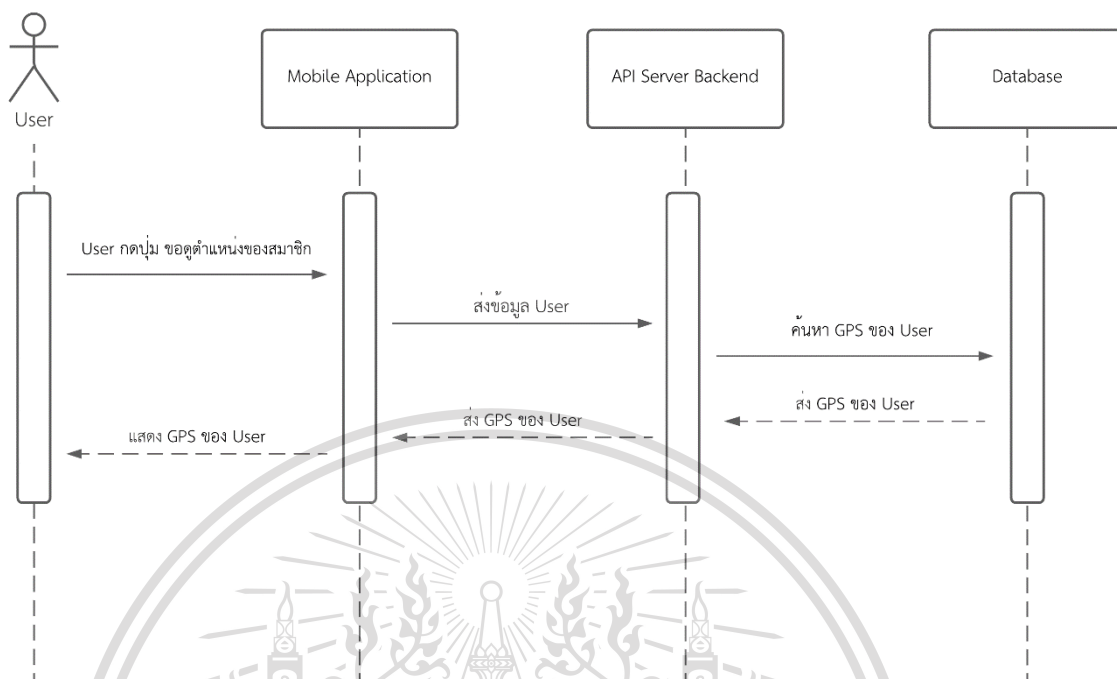 Mobile Application
API Server Backend
Database
User
User กดปุ่ม ขอดูตำแหน่งของสมาชิก
ส่งข้อมูล User
ค้นหา GPS ของ User
ส่ง GPS ของ User
ส่ง GPS ของ User
แสดง GPS ของ User